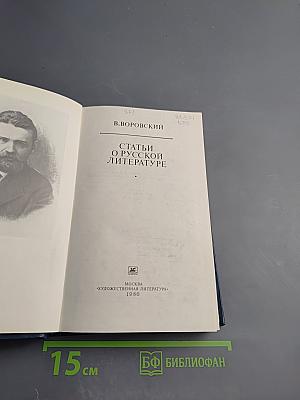 В.ВОРОВСКИЙ
СТАТЬИ
О РУССКОЙ
ЛИТЕРАТУРЕ
МОСКВА
«ХУДОЖЕСТВЕННАЯ ЛИТЕРАТУРА»
1986
15 см
БФ БИБЛИОФАН